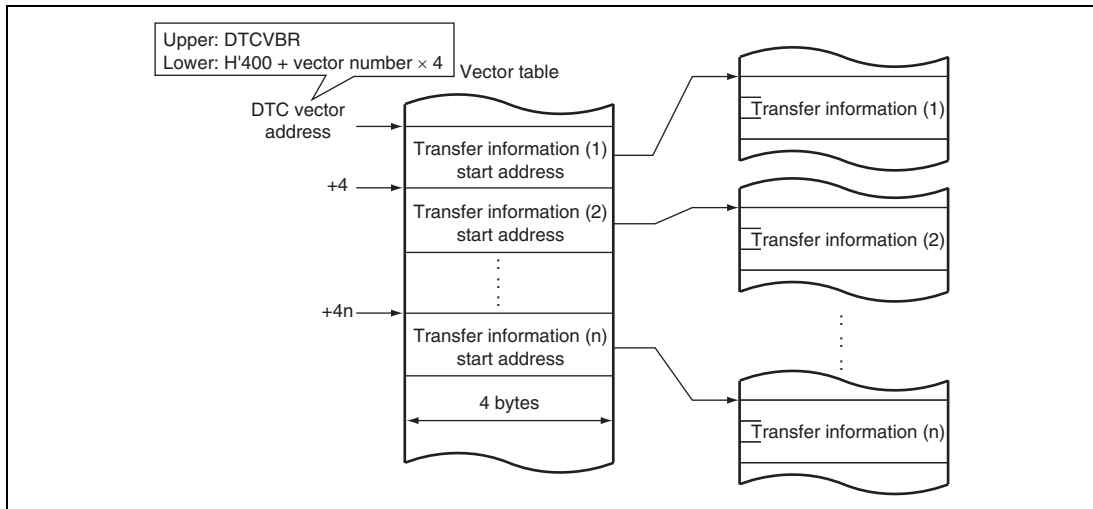 Upper: DTCVBR
Lower: H'400 + vector number × 4
Vector table
DTC vector
address
Transfer information (1)
start address
+4
Transfer information (2)
start address
+4n
Transfer information (n)
start address
4 bytes
Transfer information (1)
Transfer information (2)
Transfer information (n)